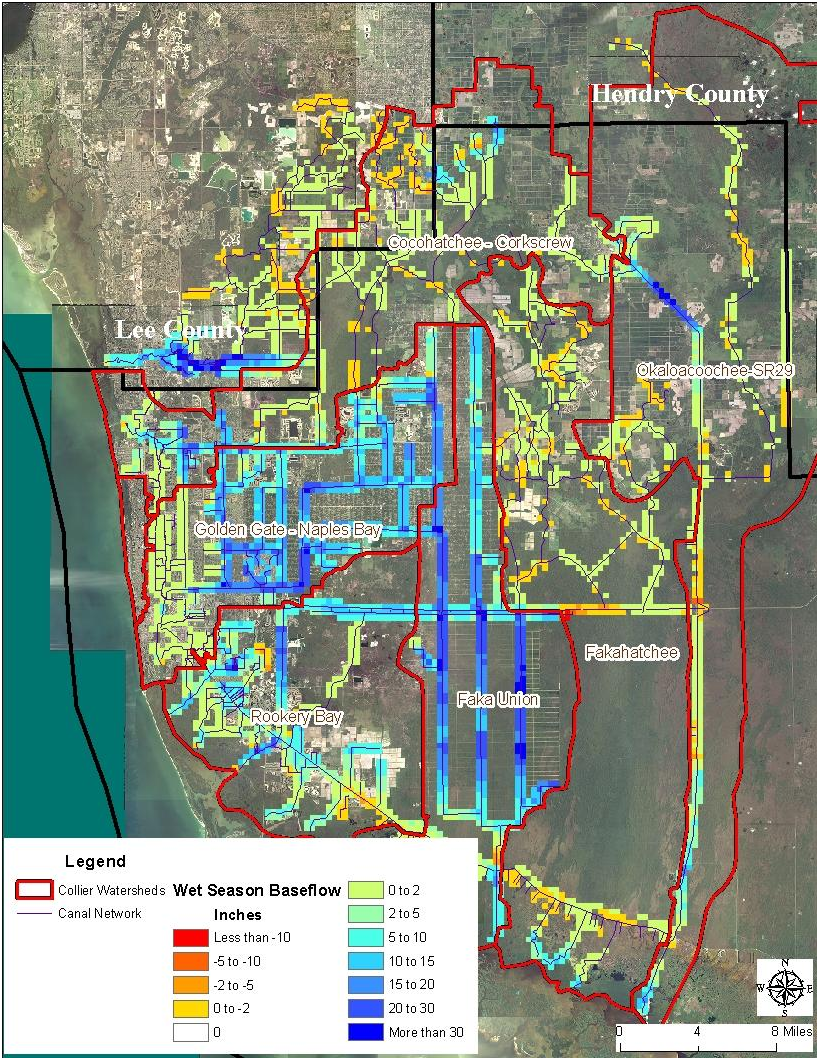 Hendry County
Cocohatchee - Corkscrew
Lee County
Okaloacoochee-SR29
Golden Gate - Naples Bay
Fakahatchee
Faka Union
Rookery Bay
Legend
Collier Watersheds
Canal Network
Wet Season Baseflow
Inches
Less than -10
-5 to -10
-2 to -5
0 to -2
0
0 to 2
2 to 5
5 to 10
10 to 15
15 to 20
20 to 30
More than 30
N
W E
S
0 4 8 Miles